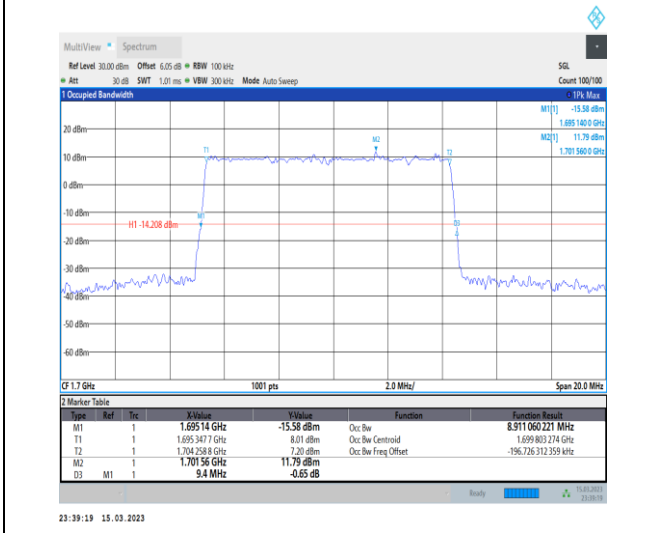 MultiView Spectrum
Ref Level 30.00 dBm Offset 6.05 dB RBW 100 kHz SGL
Att 30 dB SWT 1.01 ms VBW 300 kHz Mode Auto Sweep Count 100/100
1 Occupied Bandwidth 1Pk Max
M1[1] -15.58 dBm
1.695 140 0 GHz
M2[1] 11.79 dBm
1.701 560 0 GHz
20 dBm
M2
T1 T2
10 dBm
0 dBm
-10 dBm
M1
H1 -14.208 dBm
D3
-20 dBm
-30 dBm
-40 dBm
-50 dBm
-60 dBm
CF 1.7 GHz 1001 pts 2.0 MHz/ Span 20.0 MHz
2 Marker Table
Type Ref Trc X-Value Y-Value Function Function Result
M1 1 1.695 14 GHz -15.58 dBm Occ Bw 8.911 060 221 MHz
T1 1 1.695 347 7 GHz 8.01 dBm Occ Bw Centroid 1.699 803 274 GHz
T2 1 1.704 258 8 GHz 7.20 dBm Occ Bw Freq Offset -196.726 312 359 kHz
M2 1 1.701 56 GHz 11.79 dBm
D3 M1 1 9.4 MHz -0.65 dB
Ready 15.03.2023
23:39:19
23:39:19 15.03.2023